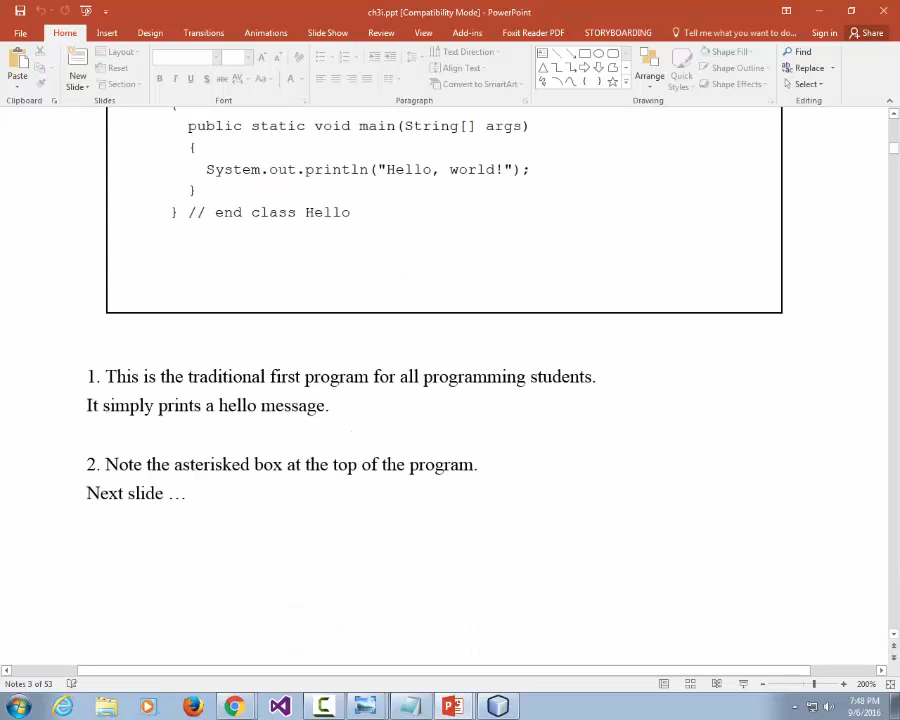 ch3i.ppt [Compatibility Mode] - PowerPoint
File Home Insert Design Transitions Animations Slide Show Review View Add-ins Foxit Reader PDF STORYBOARDING Tell me what you want to do... Sign in Share
Paste
New
Slide
Layout
Reset
Section
B I U S abc AV Aa A
Text Direction
Align Text
Convert to SmartArt
Arrange
Quick
Styles
Shape Fill
Shape Outline
Shape Effects
Find
Replace
Select
Clipboard Slides Font Paragraph Drawing Editing
{
public static void main(String[] args)
{
System.out.println("Hello, world!");
}
} // end class Hello
1. This is the traditional first program for all programming students.
It simply prints a hello message.
2. Note the asterisked box at the top of the program.
Next slide …
Notes 3 of 53
200%
7:48 PM
9/6/2016